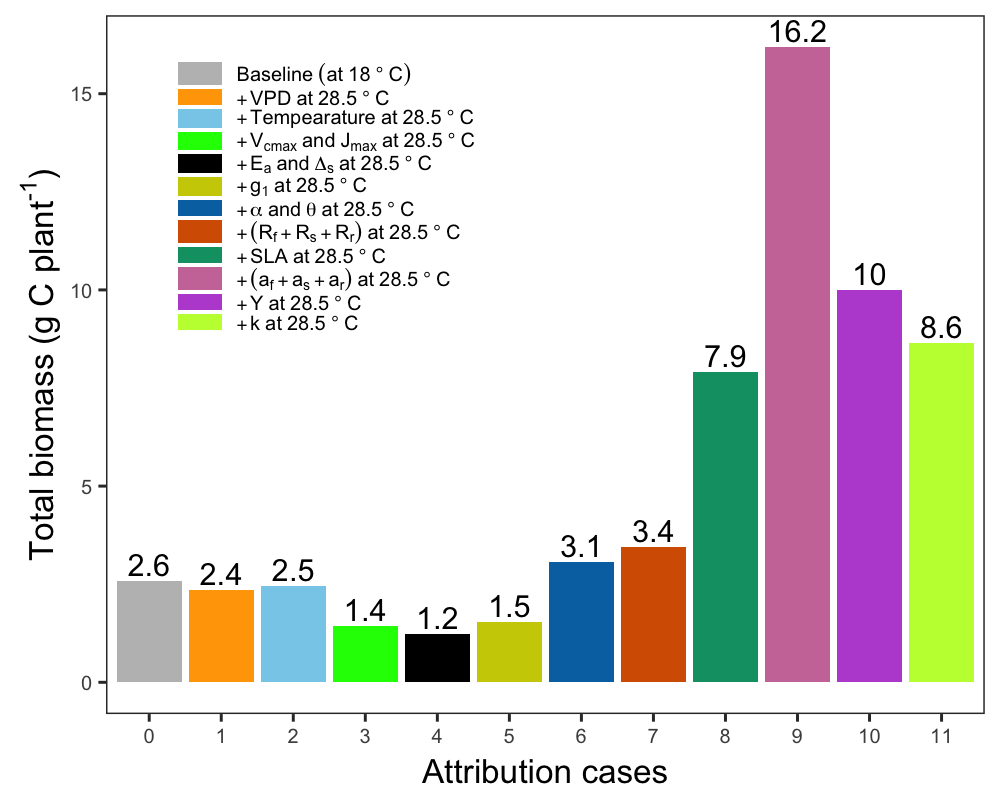 16.2
Baseline (at 18 ° C)
+VPD at 28.5 ° C
+Tempearature at 28.5 ° C
+Vcmax and Jmax at 28.5 ° C
+Ea and Δs at 28.5 ° C
+g1 at 28.5 ° C
+α and θ at 28.5 ° C
+(Rf+Rs+Rr) at 28.5 ° C
+SLA at 28.5 ° C
+(af+as+ar) at 28.5 ° C
+Y at 28.5 ° C
+k at 28.5 ° C
15
10
5
0
Total biomass (g C plant-1)
2.6
2.4
2.5
1.4
1.2
1.5
3.1
3.4
7.9
10
8.6
0 1 2 3 4 5 6 7 8 9 10 11
Attribution cases